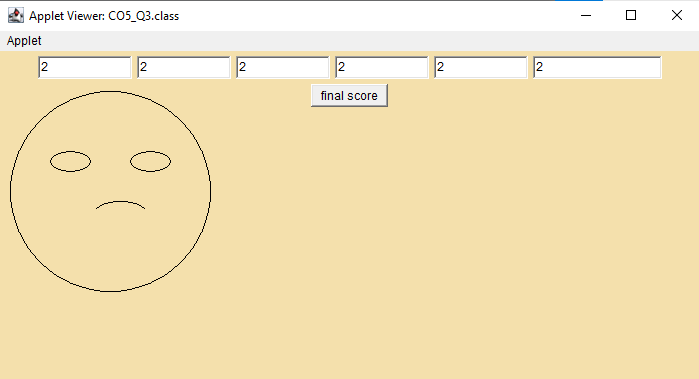 Applet Viewer: CO5_Q3.class
Applet
2 2 2 2 2 2
final score